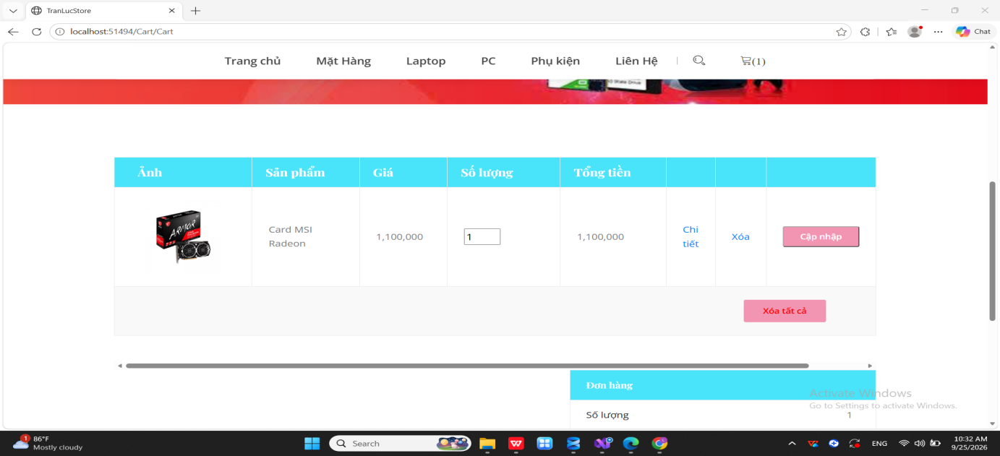 TranLucStore
localhost:51494/Cart/Cart
Chat
Trang chủ Mặt Hàng Laptop PC Phụ kiện Liên Hệ (1)
Ảnh Sản phẩm Giá Số lượng Tổng tiền
ARMOR
Card MSI
Radeon
1,100,000
1
1,100,000
Chi
tiết
Xóa
Cập nhập
Xóa tất cả
Đơn hàng
Số lượng 1
Activate Windows
Go to Settings to activate Windows.
1
86°F
Mostly cloudy
Search
ENG
10:32 AM
9/25/2026